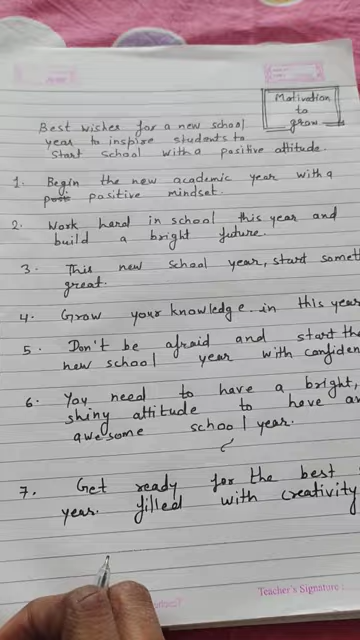 Motivation
to
grow
Best wishes for a new school
year to inspire students to
start school with a positive attitude.
1. Begin the new academic year with a
positive mindset.
2. Work hard in school this year and
build a bright future.
3. This new school year, start somet
great.
4. Grow your knowledge in this year
5. Don't be afraid and start the
new school year with confiden
6. You need to have a bright,
shiny attitude to have an
awesome school year.
7. Get ready for the best
year. filled with creativity
Teacher's Signature :